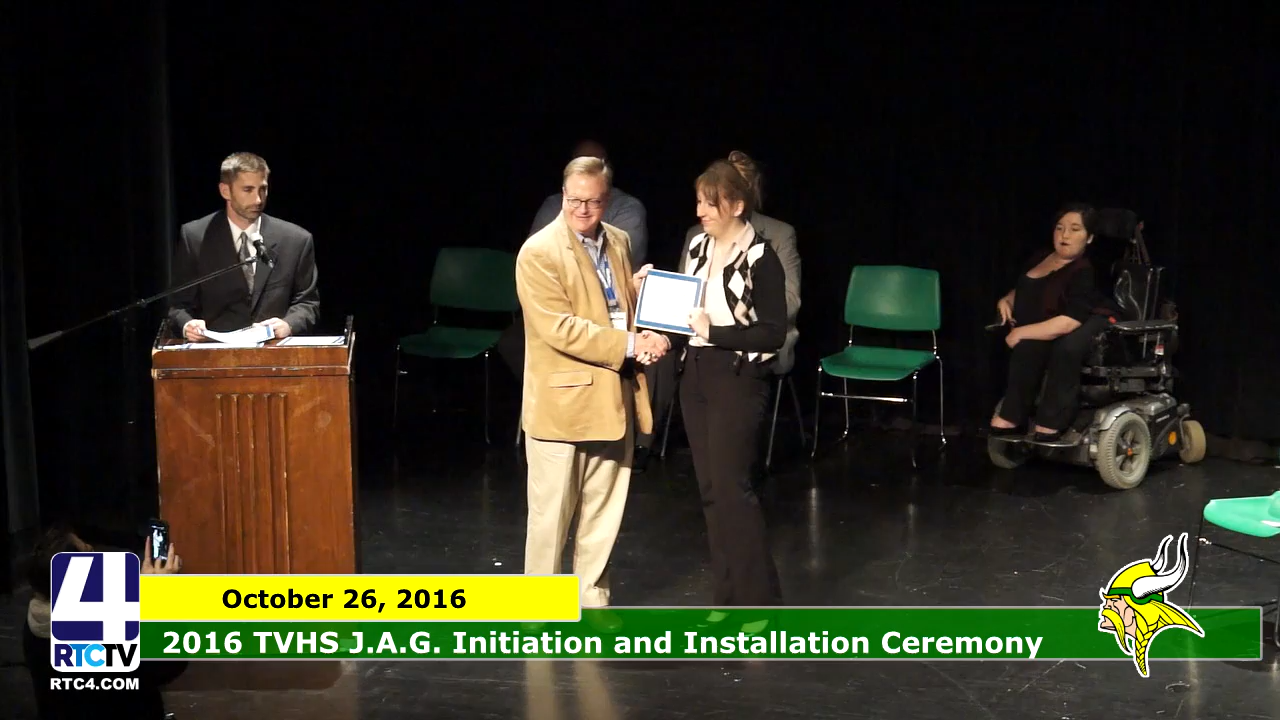 October 26, 2016
2016 TVHS J.A.G. Initiation and Installation Ceremony
4
RTCTV
RTC4.COM